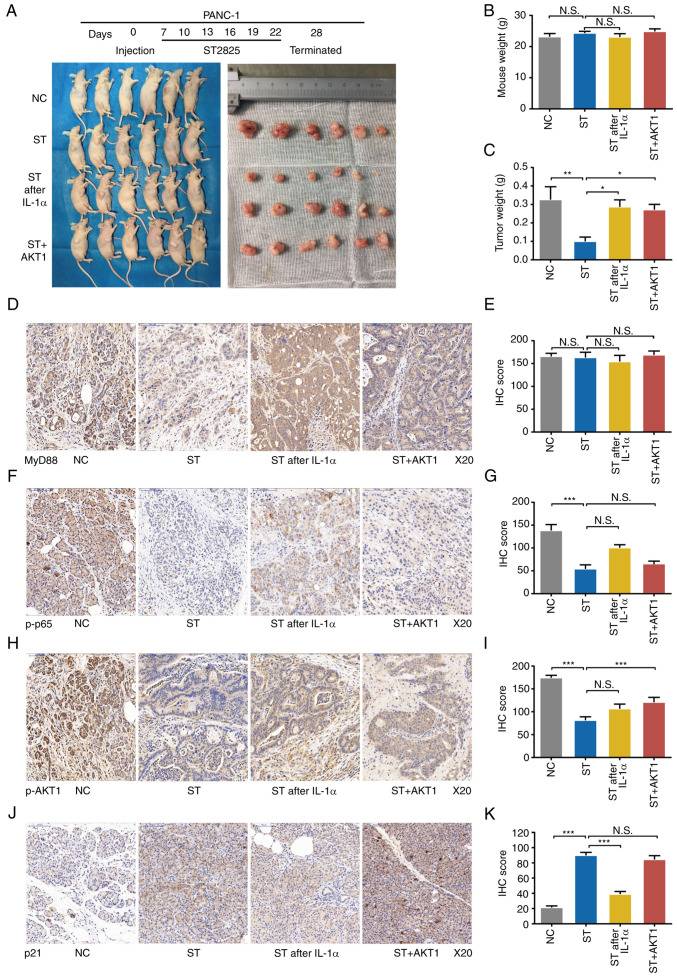 A
PANC-1
Days 0 7 10 13 16 19 22 28
Injection ST2825 Terminated
NC
ST
ST
after
IL-1α
ST+
AKT1
B
Mouse weight (g)
30
20
10
0
N.S. N.S.
N.S.
NC
ST
ST after
IL-1α
ST+AKT1
C
Tumor weight (g)
0.4
0.3
0.2
0.1
0.0
** *
*
NC
ST
ST after
IL-1α
ST+AKT1
D
MyD88 NC ST ST after IL-1α ST+AKT1 X20
E
IHC score
200
150
100
50
0
N.S.
N.S. N.S.
NC
ST
ST after
IL-1α
ST+AKT1
F
p-p65 NC ST ST after IL-1α ST+AKT1 X20
G
IHC score
200
150
100
50
0
*** N.S.
N.S.
NC
ST
ST after
IL-1α
ST+AKT1
H
p-AKT1 NC ST ST after IL-1α ST+AKT1 X20
I
IHC score
200
150
100
50
0
*** ***
N.S.
NC
ST
ST after
IL-1α
ST+AKT1
J
p21 NC ST ST after IL-1α ST+AKT1 X20
K
IHC score
120
100
80
60
40
20
0
*** N.S.
***
NC
ST
ST after
IL-1α
ST+AKT1